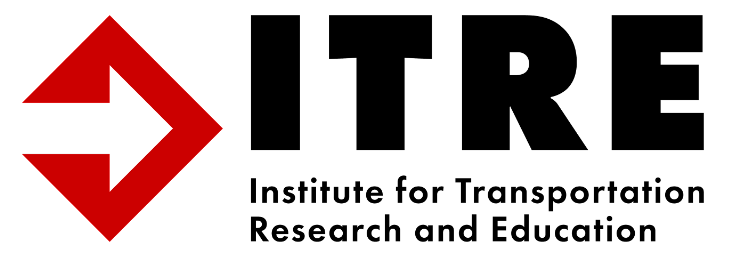 ITRE
Institute for Transportation
Research and Education